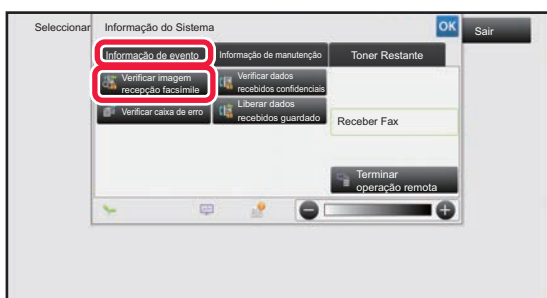 Seleccionar
Informação do Sistema
OK
Sair
Informação de evento
Informação de manutenção
Toner Restante
Verificar imagem
recepção facsímile
Verificar dados
recebidos confidenciais
Verificar caixa de erro
Liberar dados
recebidos guardado
Receber Fax
Terminar
operação remota